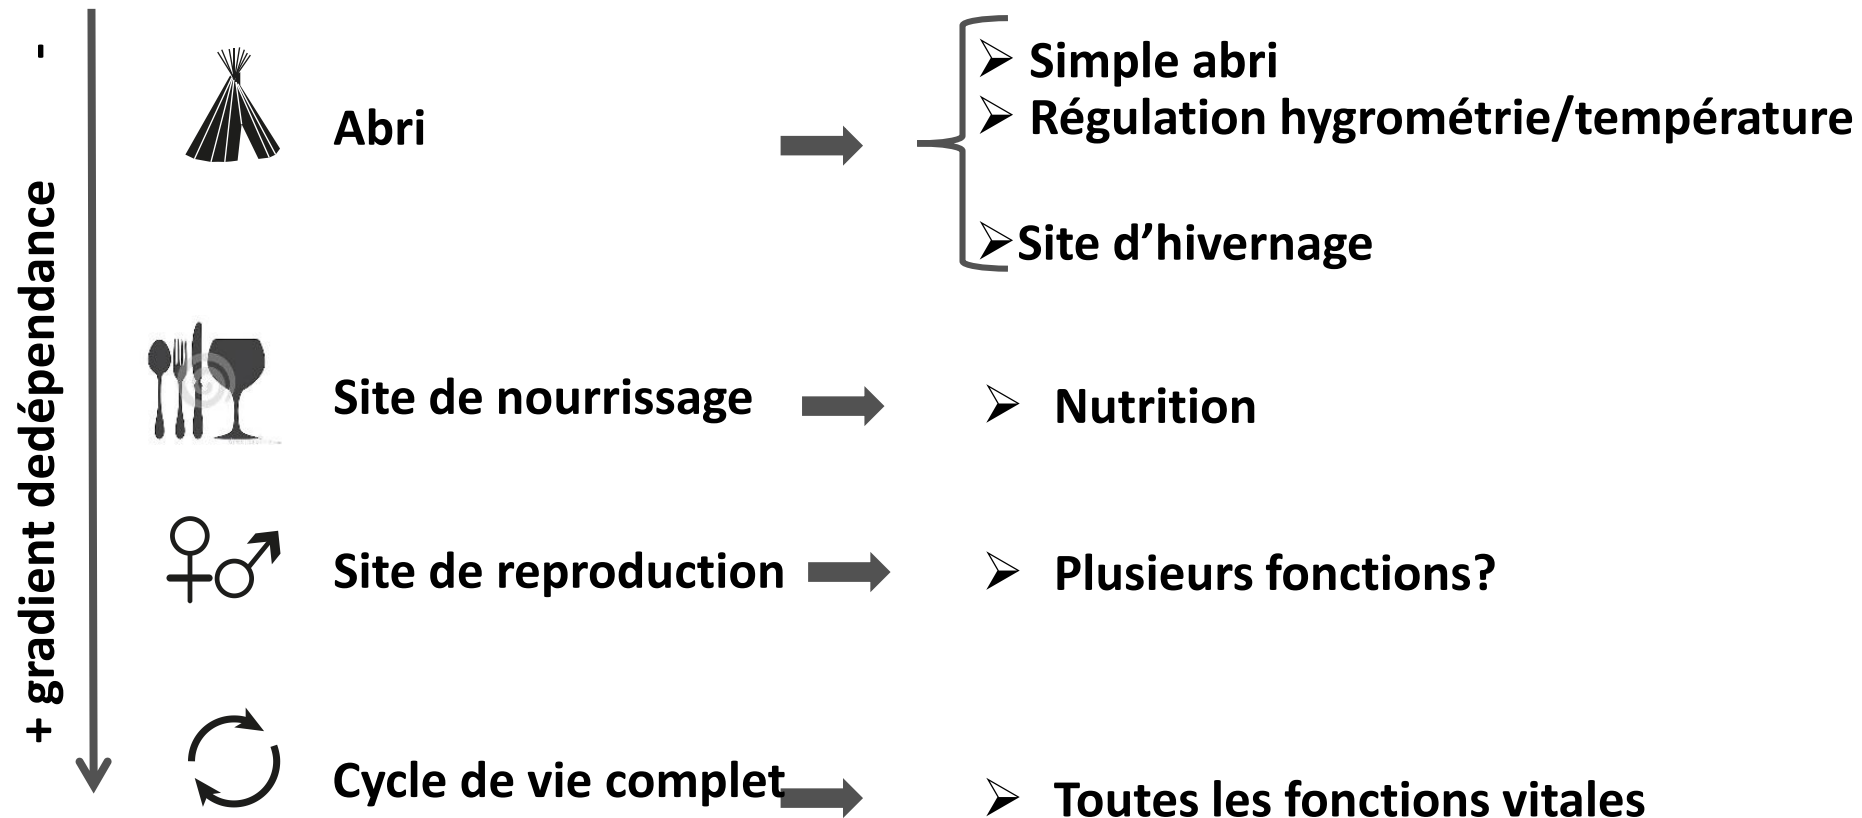 -
+ gradient dedépendance
Abri
Simple abri
Régulation hygrométrie/température
Site d’hivernage
Site de nourrissage
Nutrition
Site de reproduction
Plusieurs fonctions?
Cycle de vie complet
Toutes les fonctions vitales